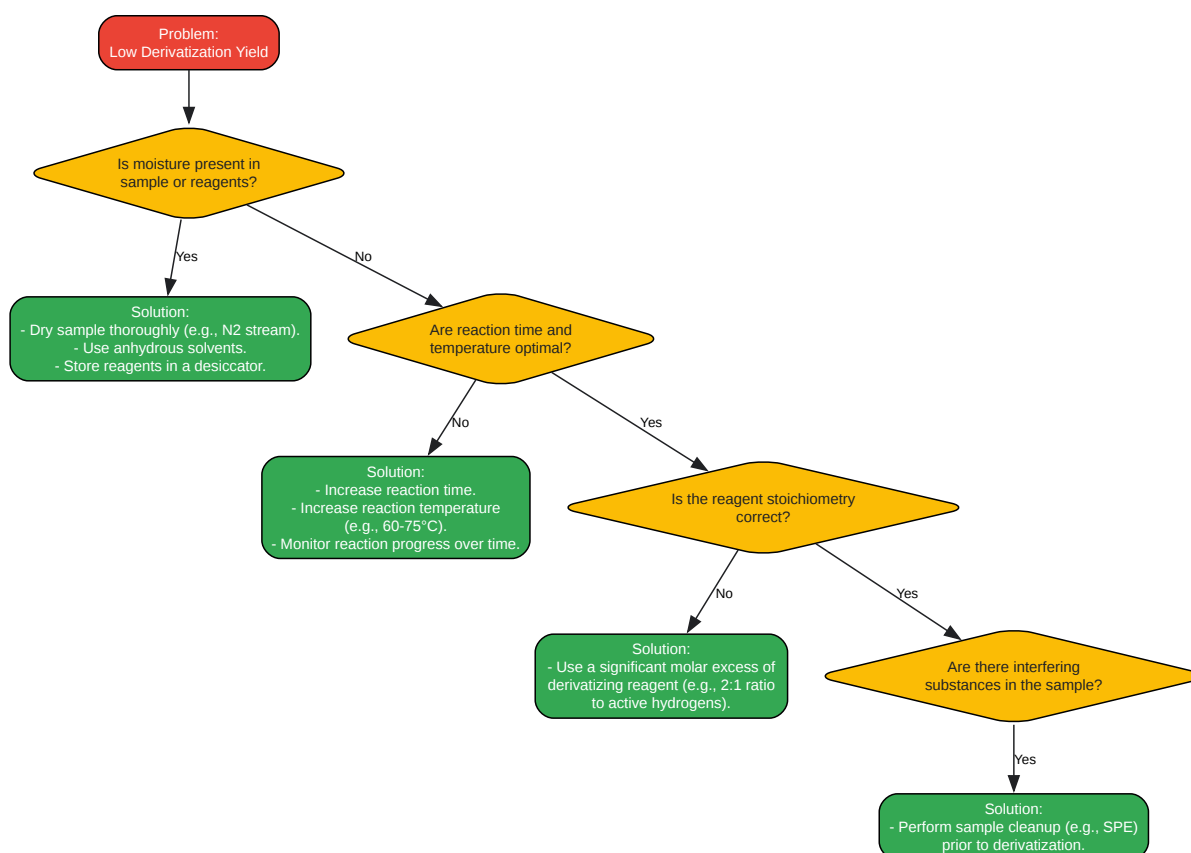 Problem:
Low Derivatization Yield
Is moisture present in
sample or reagents?
Yes
No
Solution:
- Dry sample thoroughly (e.g., N2 stream).
- Use anhydrous solvents.
- Store reagents in a desiccator.
Are reaction time and
temperature optimal?
No
Yes
Solution:
- Increase reaction time.
- Increase reaction temperature
(e.g., 60-75°C).
- Monitor reaction progress over time.
Is the reagent stoichiometry
correct?
No
Yes
Solution:
- Use a significant molar excess of
derivatizing reagent (e.g., 2:1 ratio
to active hydrogens).
Are there interfering
substances in the sample?
Yes
Solution:
- Perform sample cleanup (e.g., SPE)
prior to derivatization.